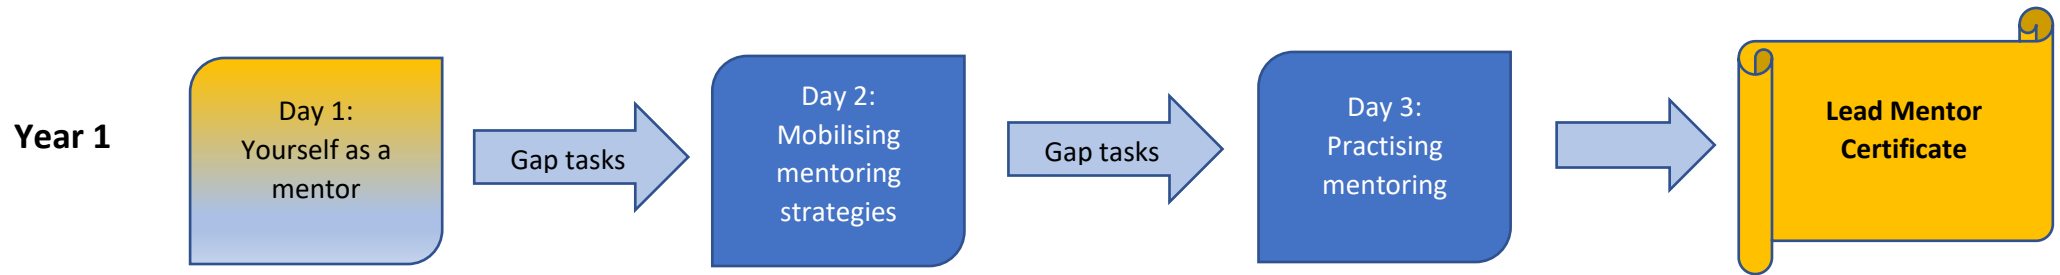 Year 1
Day 1:
Yourself as a
mentor
Gap tasks
Day 2:
Mobilising
mentoring
strategies
Gap tasks
Day 3:
Practising
mentoring
Lead Mentor
Certificate